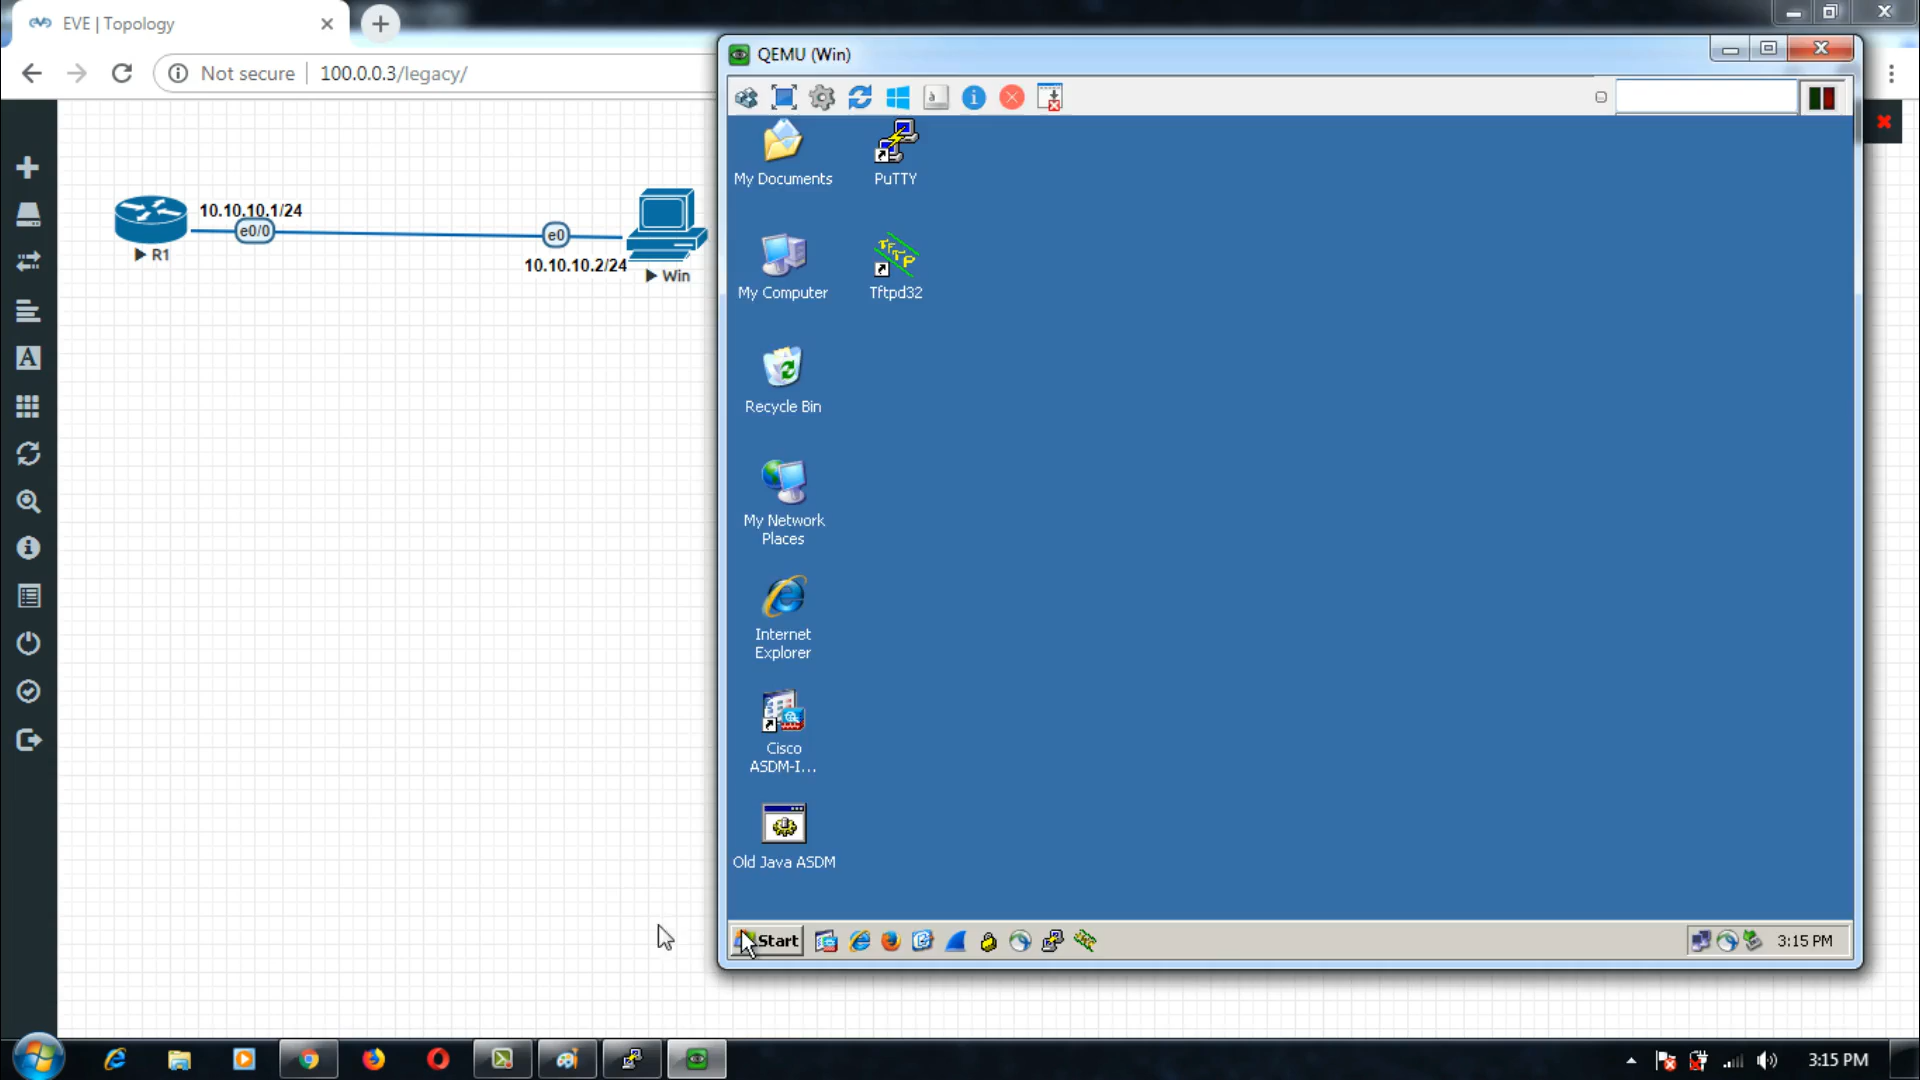 EVE | Topology
Not secure
100.0.0.3/legacy/
QEMU (Win)
10.10.10.1/24
e0/0
R1
e0
10.10.10.2/24
Win
My Documents
PuTTY
My Computer
Tftpd32
Recycle Bin
My Network
Places
Internet
Explorer
Cisco
ASDM-I...
Old Java ASDM
Start
3:15 PM
3:15 PM